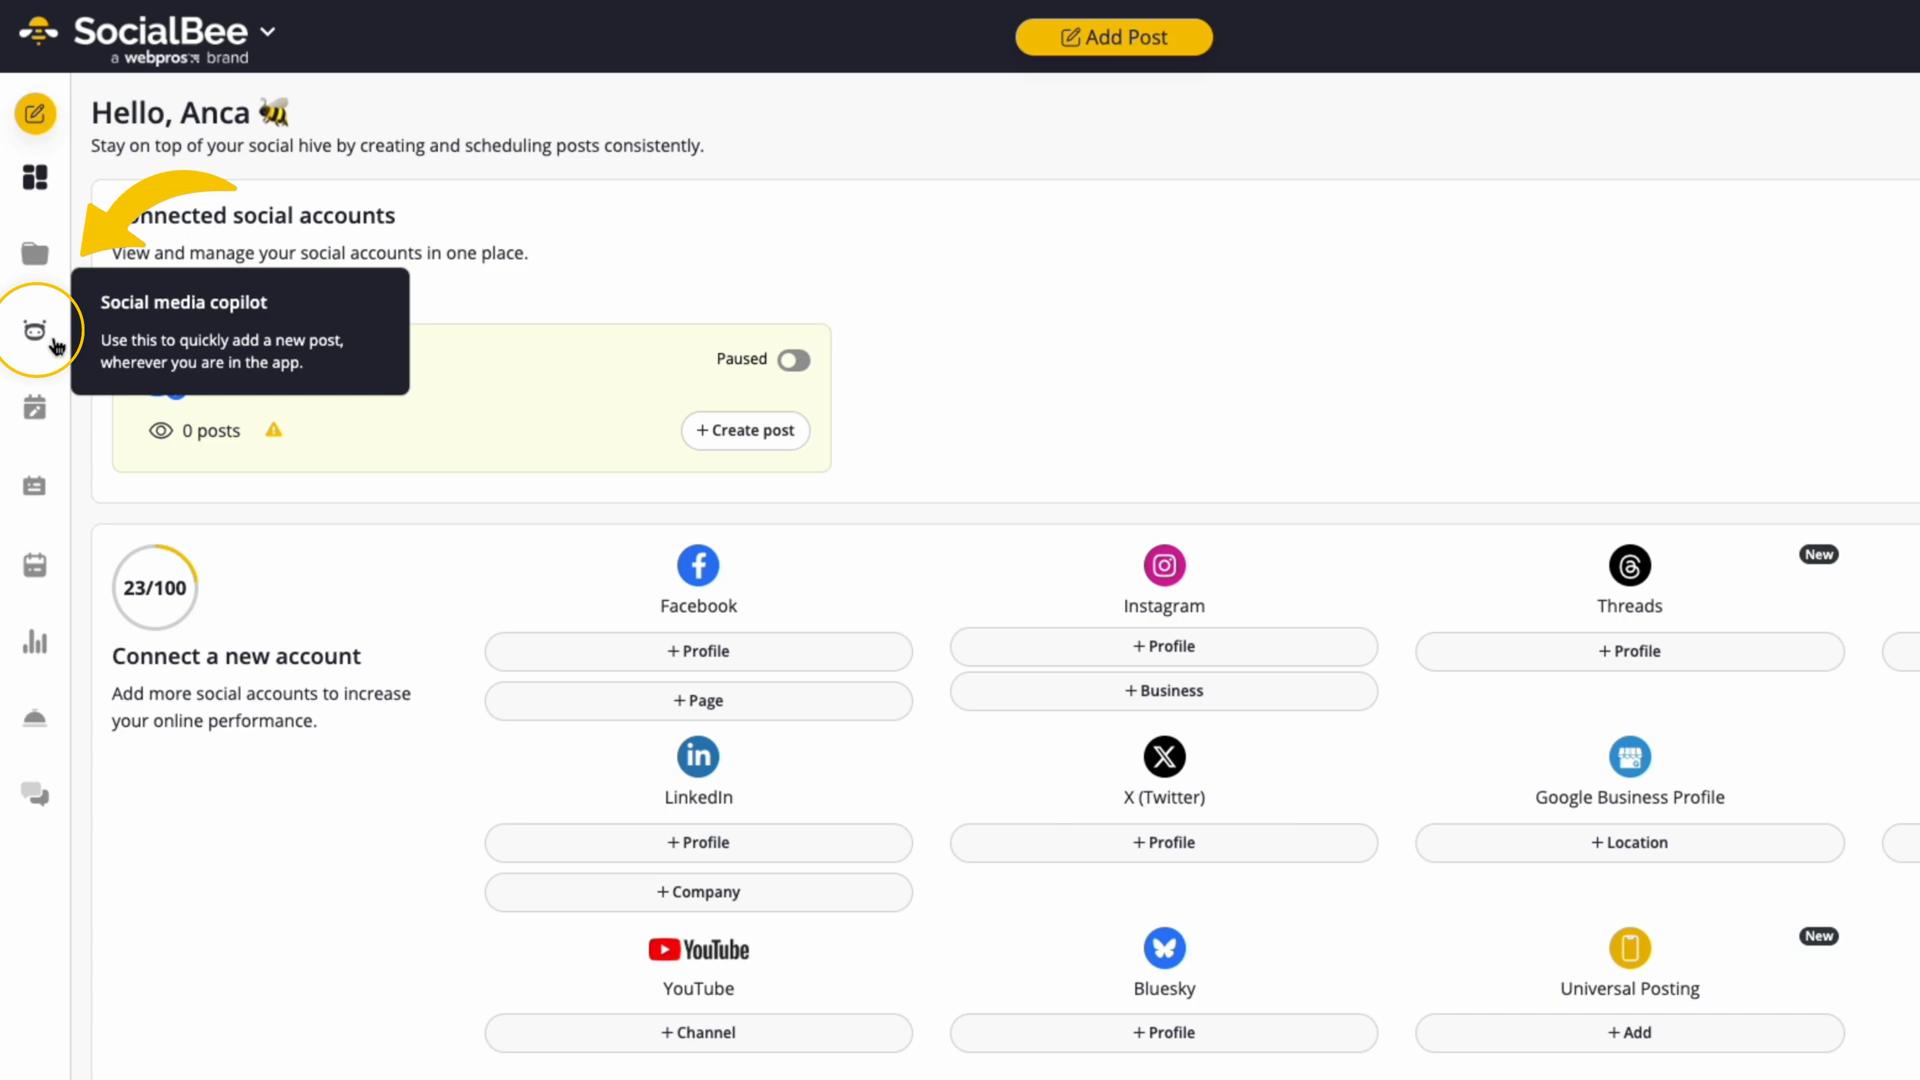 SocialBee
a webpros brand
Add Post
Hello, Anca
Stay on top of your social hive by creating and scheduling posts consistently.
nnected social accounts
View and manage your social accounts in one place.
Social media copilot
Use this to quickly add a new post,
wherever you are in the app.
Paused
0 posts
+ Create post
23/100
Connect a new account
Add more social accounts to increase
your online performance.
Facebook
+ Profile
+ Page
Instagram
+ Profile
+ Business
New
Threads
+ Profile
in
LinkedIn
+ Profile
+ Company
X (Twitter)
+ Profile
Google Business Profile
+ Location
YouTube
YouTube
+ Channel
Bluesky
+ Profile
New
Universal Posting
+ Add